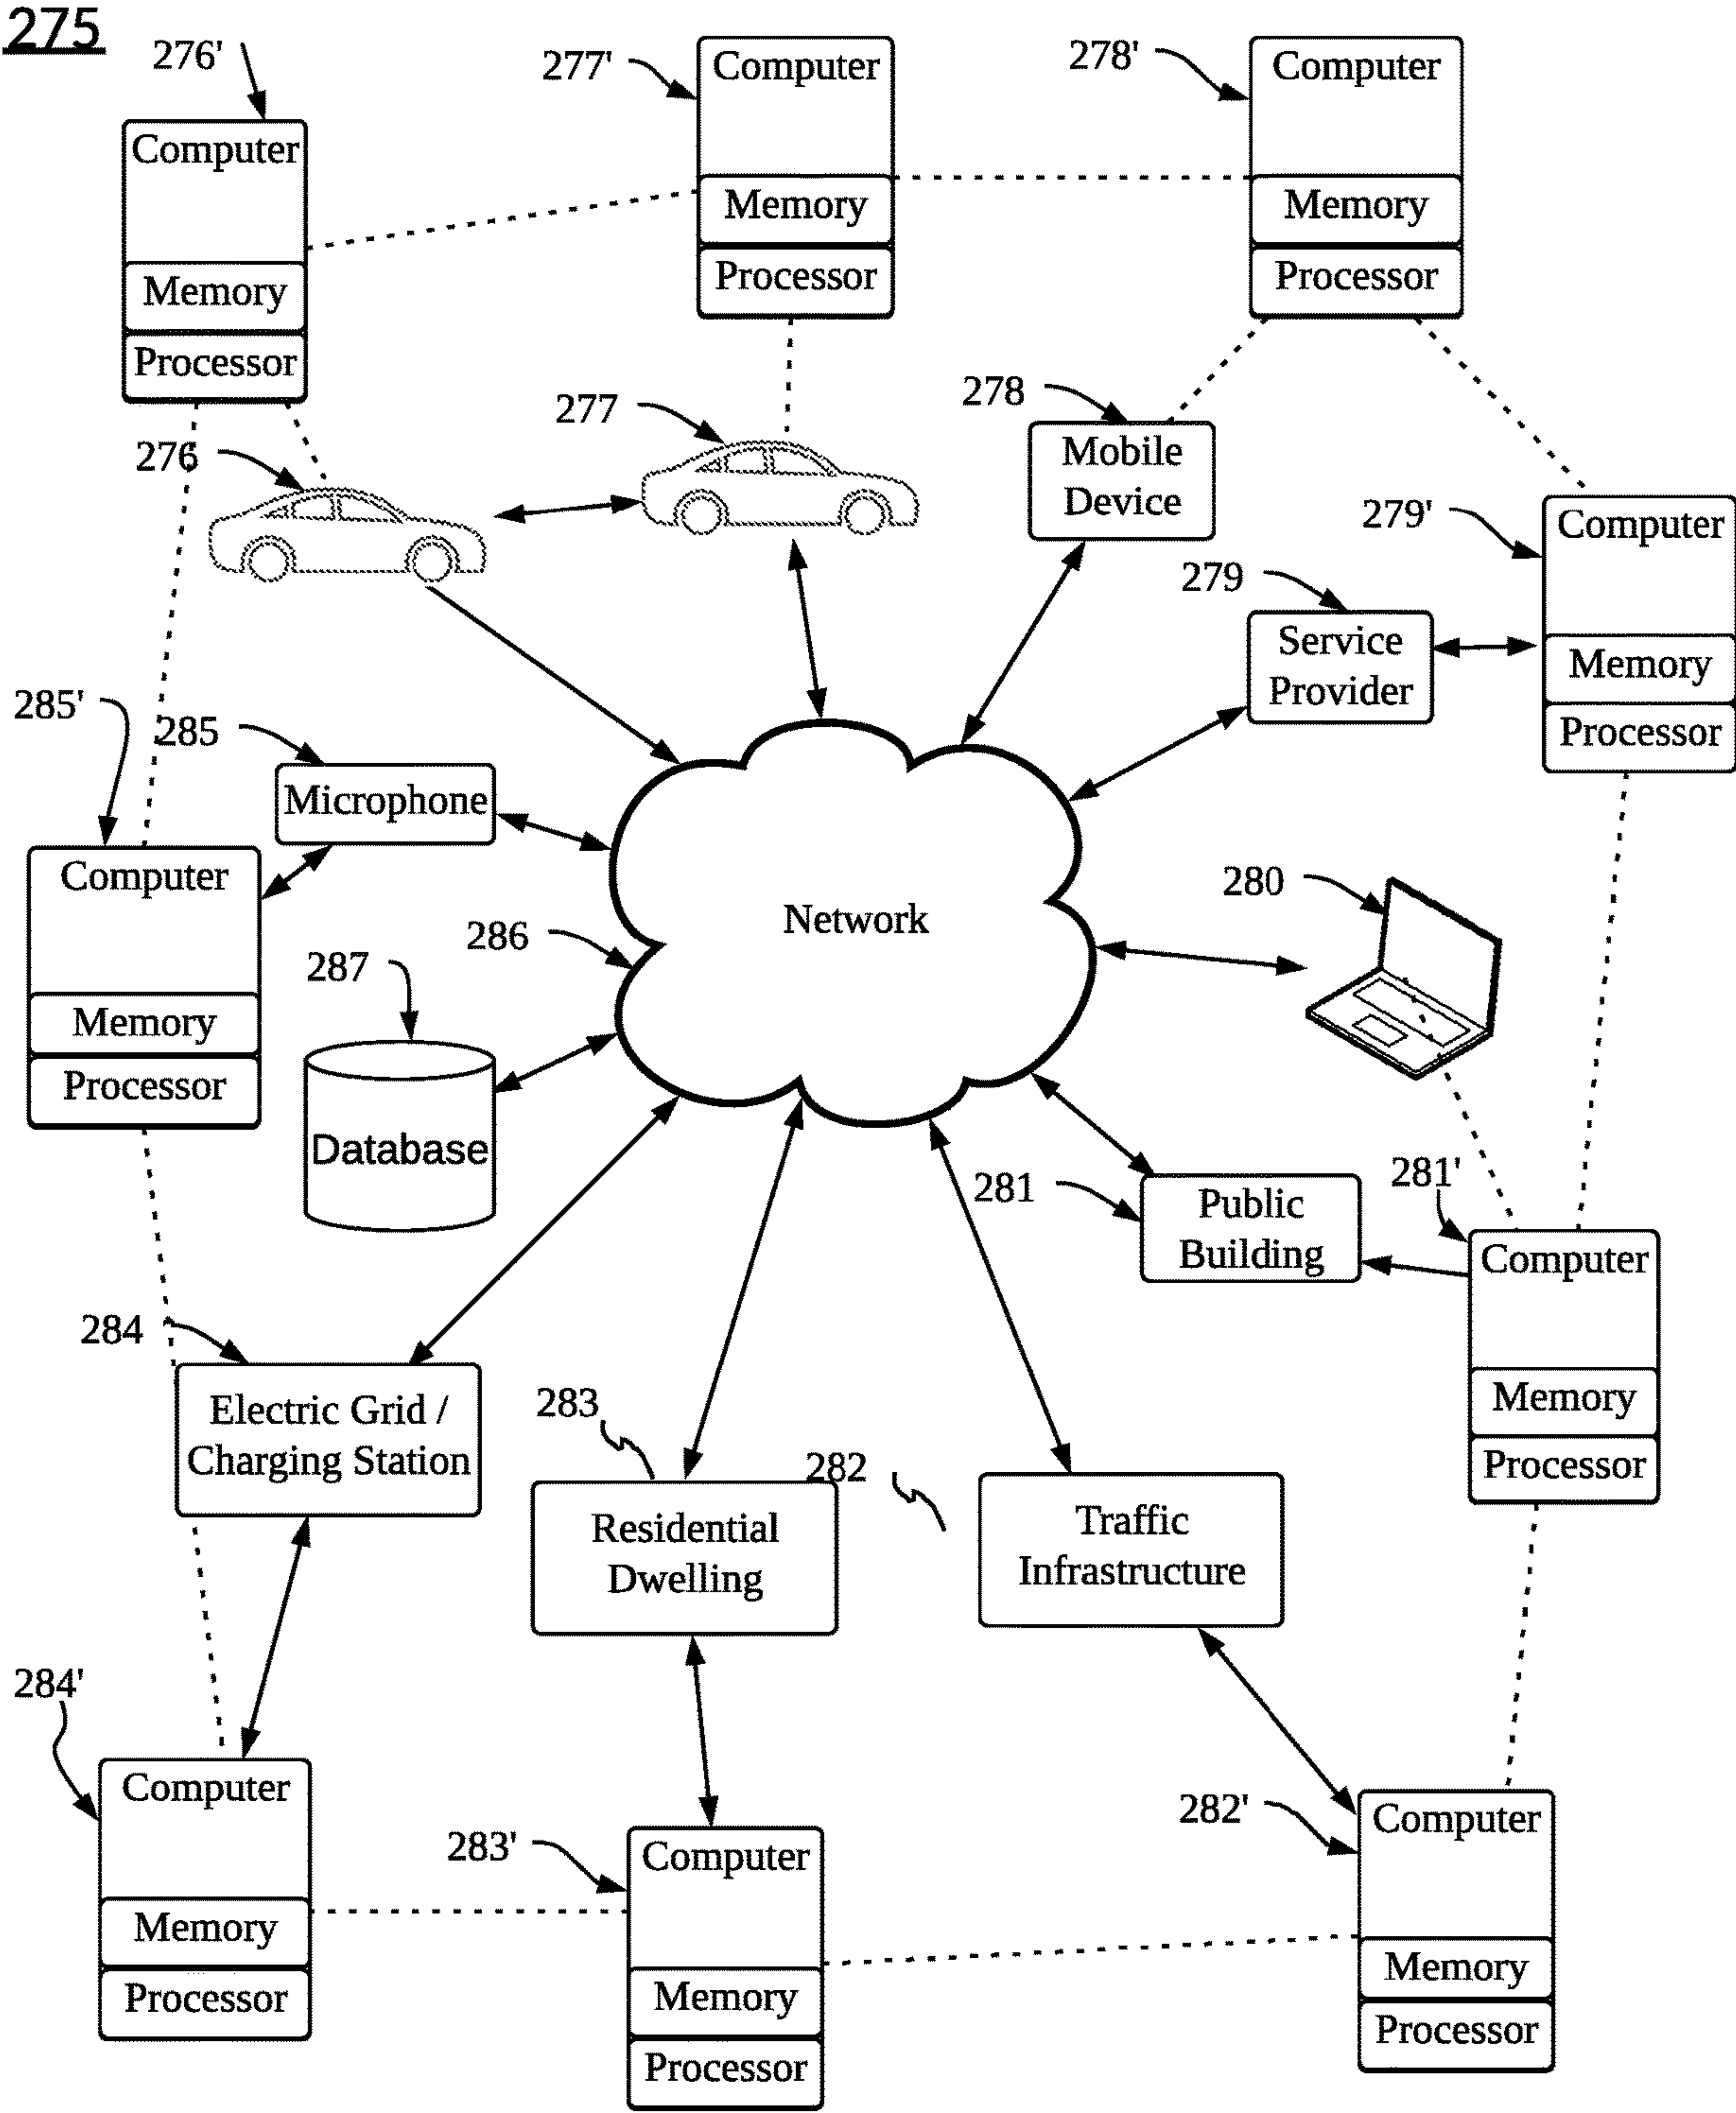 275
276'
277'
278'
Computer
Memory
Processor
Computer
Memory
Processor
Computer
Memory
Processor
276
277
278
Mobile
Device
279'
Computer
Memory
Processor
279
Service
Provider
285'
285
Microphone
Computer
Memory
Processor
286
Network
280
287
Database
281
Public
Building
281'
Computer
Memory
Processor
284
Electric Grid /
Charging Station
283
Residential
Dwelling
282
Traffic
Infrastructure
284'
Computer
Memory
Processor
283'
Computer
Memory
Processor
282'
Computer
Memory
Processor